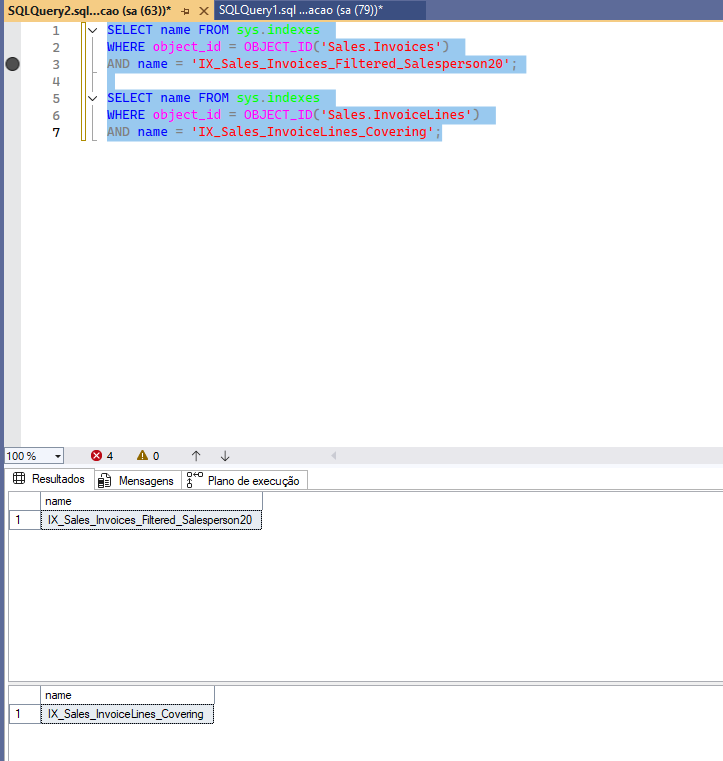 SQLQuery2.sql...cao (sa (63))* SQLQuery1.sql ...acao (sa (79))*
1 SELECT name FROM sys.indexes
2 WHERE object_id = OBJECT_ID('Sales.Invoices')
3 AND name = 'IX_Sales_Invoices_Filtered_Salesperson20';
4
5 SELECT name FROM sys.indexes
6 WHERE object_id = OBJECT_ID('Sales.InvoiceLines')
7 AND name = 'IX_Sales_InvoiceLines_Covering';
100 % 4 0
Resultados Mensagens Plano de execução
name
1 IX_Sales_Invoices_Filtered_Salesperson20
name
1 IX_Sales_InvoiceLines_Covering